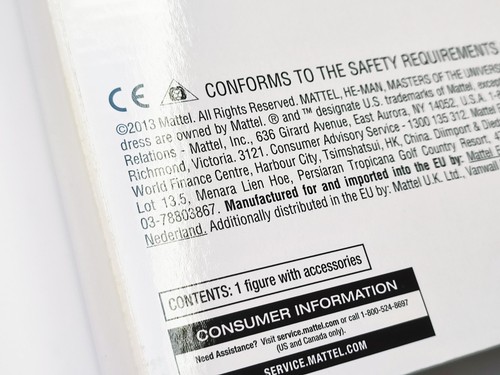 CE CONFORMS TO THE SAFETY REQUIREMENTS
©2013 Mattel. All Rights Reserved. MATTEL, HE-MAN, MASTERS OF THE UNIVER
dress are owned by Mattel. ® and ™ designate U.S. trademarks of Mattel, except
Relations - Mattel, Inc., 636 Girard Avenue, East Aurora, NY 14052, U.S.A. 1-
Richmond, Victoria. 3121. Consumer Advisory Service - 1300 135 312. Mattel
World Finance Centre, Harbour City, Tsimshatsui, HK, China. Diimport & Diedar
Lot 13.5, Menara Lien Hoe, Persiaran Tropicana Golf Country Resort,
03-78803867. Manufactured for and imported into the EU by: Mattel
Nederland. Additionally distributed in the EU by: Mattel U.K. Ltd., Vanwall
CONTENTS: 1 figure with accessories
CONSUMER INFORMATION
Need Assistance? Visit service.mattel.com or call 1-800-524-8697
(US and Canada only).
SERVICE.MATTEL.COM